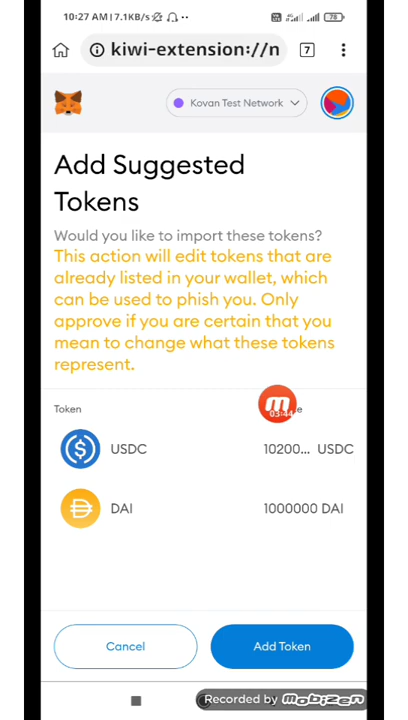 10:27 AM | 7.1KB/s
78
kiwi-extension://n
7
Kovan Test Network
Add Suggested
Tokens
Would you like to import these tokens?
This action will edit tokens that are
already listed in your wallet, which
can be used to phish you. Only
approve if you are certain that you
mean to change what these tokens
represent.
Token
03:44
USDC 10200... USDC
DAI 1000000 DAI
Cancel Add Token
Recorded by mobizen